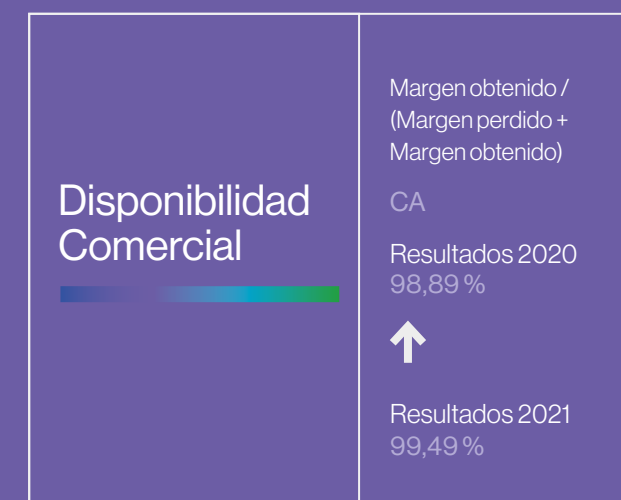 Disponibilidad
Comercial
Margen obtenido /
(Margen perdido +
Margen obtenido)
CA
Resultados 2020
98,89 %
Resultados 2021
99,49 %